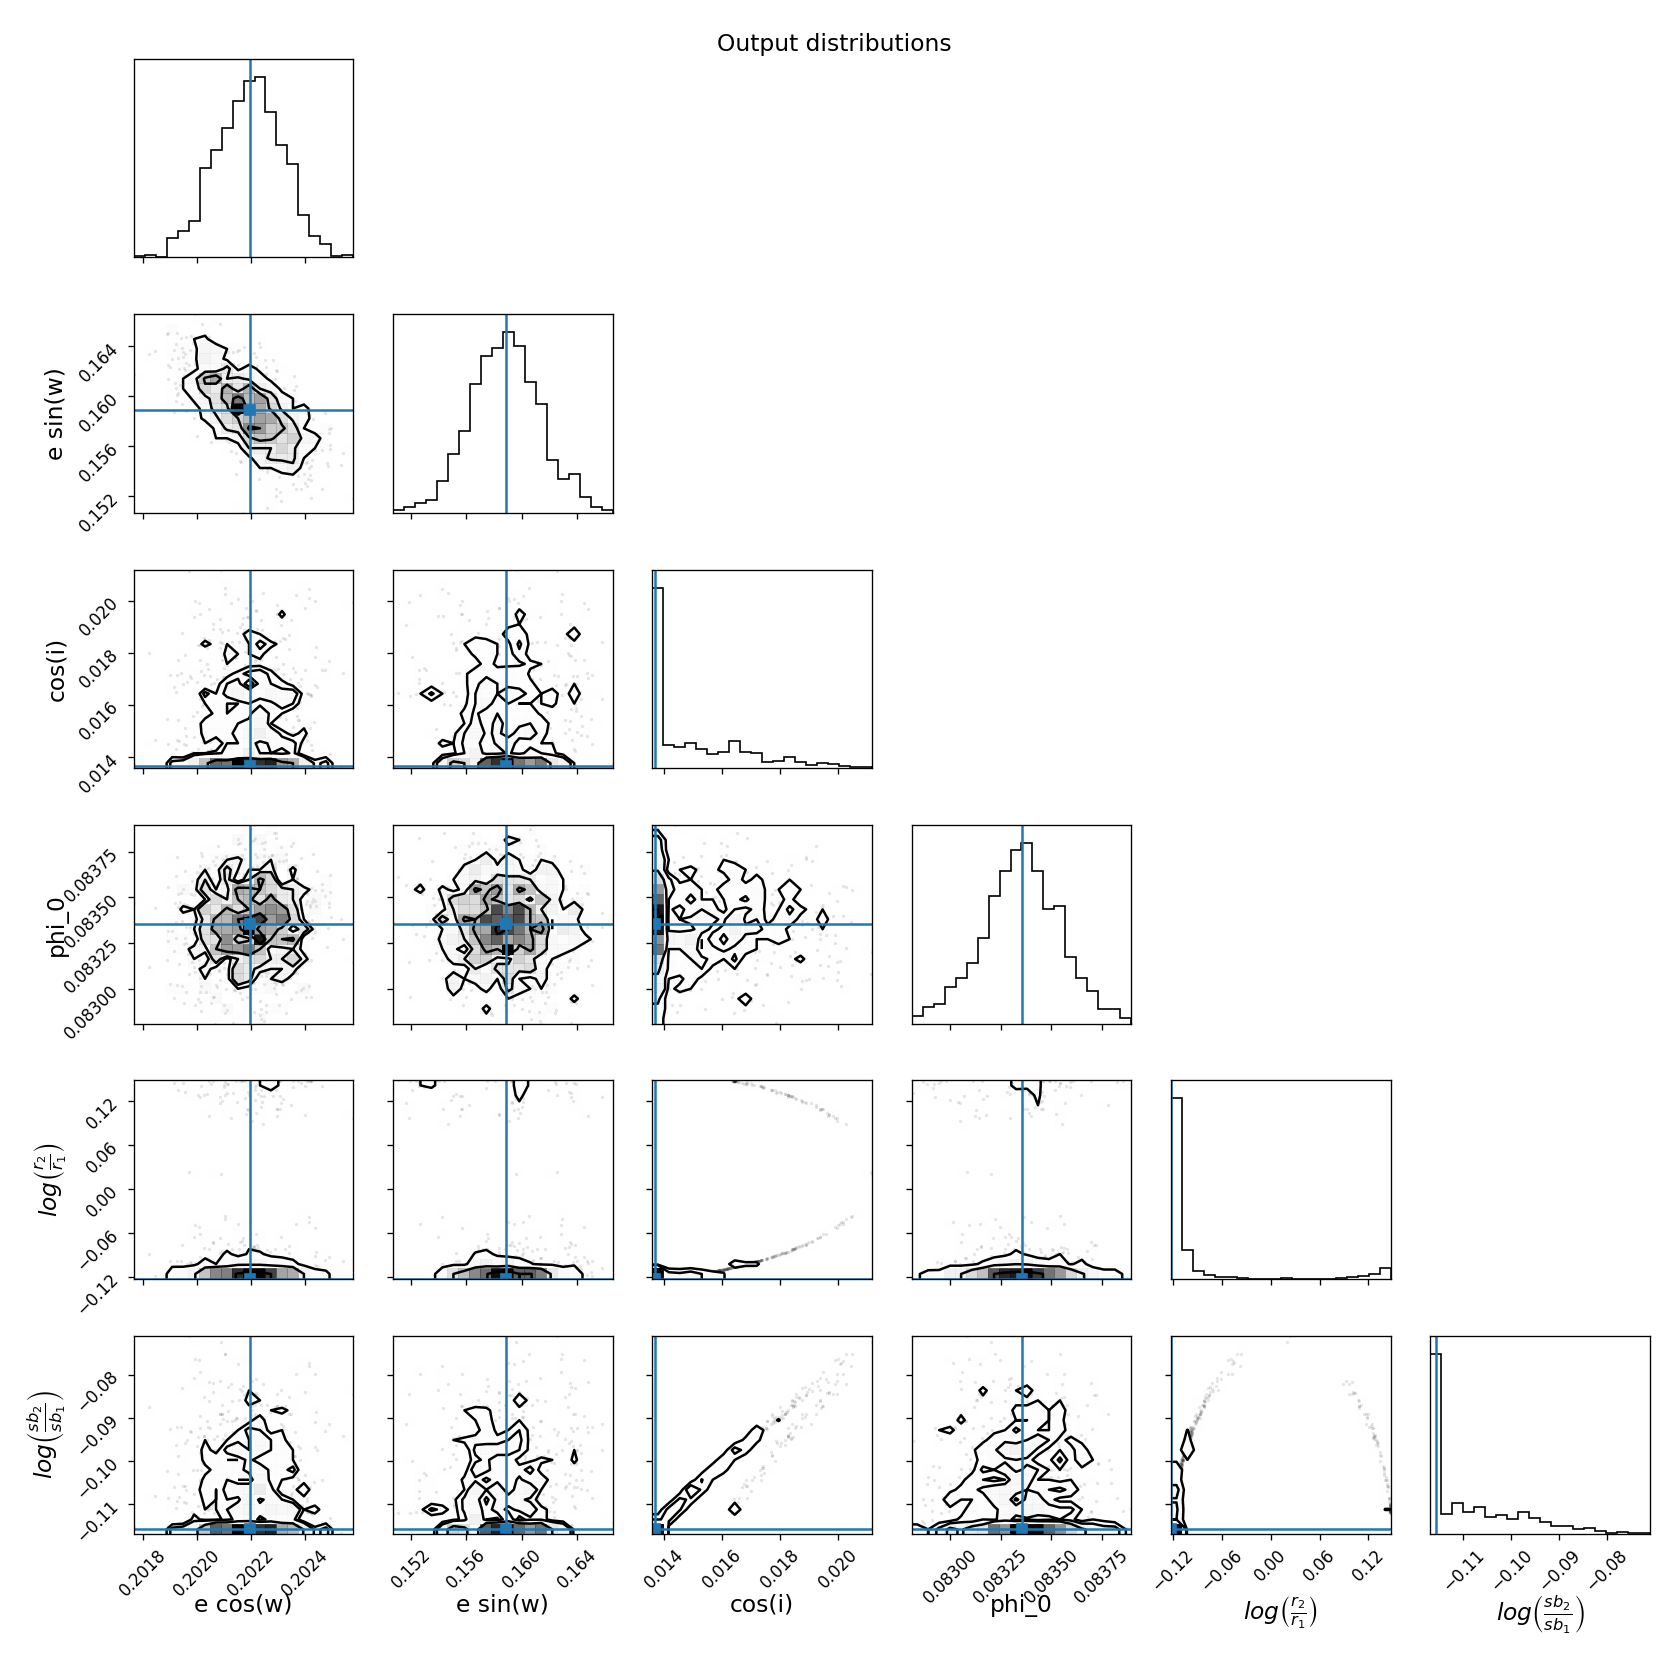 Output distributions
e sin(w)
0.164
0.160
0.156
0.152
cos(i)
0.020
0.018
0.016
0.014
phi_0
0.08375
0.08350
0.08325
0.08300
log(r2/r1)
0.12
0.06
0.00
−0.06
−0.12
log(sb2/sb1)
−0.08
−0.09
−0.10
−0.11
0.2018 0.2020 0.2022 0.2024
0.152 0.156 0.160 0.164
0.014 0.016 0.018 0.020
0.08300 0.08325 0.08350 0.08375
−0.12 −0.06 0.00 0.06 0.12
−0.11 −0.10 −0.09 −0.08
e cos(w) e sin(w) cos(i) phi_0 log(r2/r1) log(sb2/sb1)